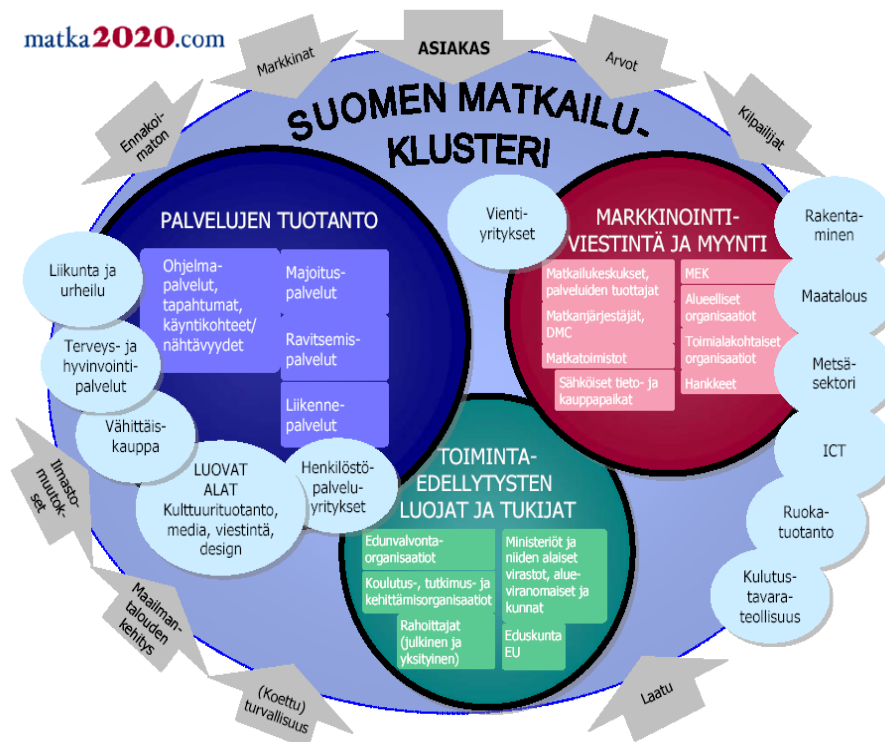 matka2020.com
Markkinat
ASIAKAS
Arvot
Ennakoi-
maton
Kilpailijat
SUOMEN MATKAILU-
KLUSTERI
PALVELUJEN TUOTANTO
Ohjelma-
palvelut,
tapahtumat,
käyntikohteet/
nähtävyydet
Majoitus-
palvelut
Ravitsemis-
palvelut
Liikenne-
palvelut
Liikunta ja
urheilu
Terveys- ja
hyvinvointi-
palvelut
Vähittäis-
kauppa
LUOVAT
ALAT
Kulttuurituotanto,
media, viestintä,
design
Henkilöstö-
palvelu-
yritykset
Vienti-
yritykset
MARKKINOINTI-
VIESTINTÄ JA MYYNTI
Matkailukeskukset,
palveluiden tuottajat
Matkanjärjestäjät,
DMC
Matkatoimistot
Sähköiset tieto- ja
kauppapaikat
MEK
Alueelliset
organisaatiot
Toimialakohtaiset
organisaatiot
Hankkeet
Rakenta-
minen
Maatalous
Metsä-
sektori
ICT
Ruoka-
tuotanto
Kulutus-
tavara-
teollisuus
TOIMINTA-
EDELLYTYSTEN
LUOJAT JA TUKIJAT
Edunvalvonta-
organisaatiot
Koulutus-, tutkimus- ja
kehittämisorganisaatiot
Rahoittajat
(julkinen ja
yksityinen)
Ministeriöt ja
niiden alaiset
virastot, alue-
viranomaiset ja
kunnat
Eduskunta
EU
Ilmasto-
muutok-
set
Maailman-
talouden
kehitys
(Koettu)
turvallisuus
Laatu